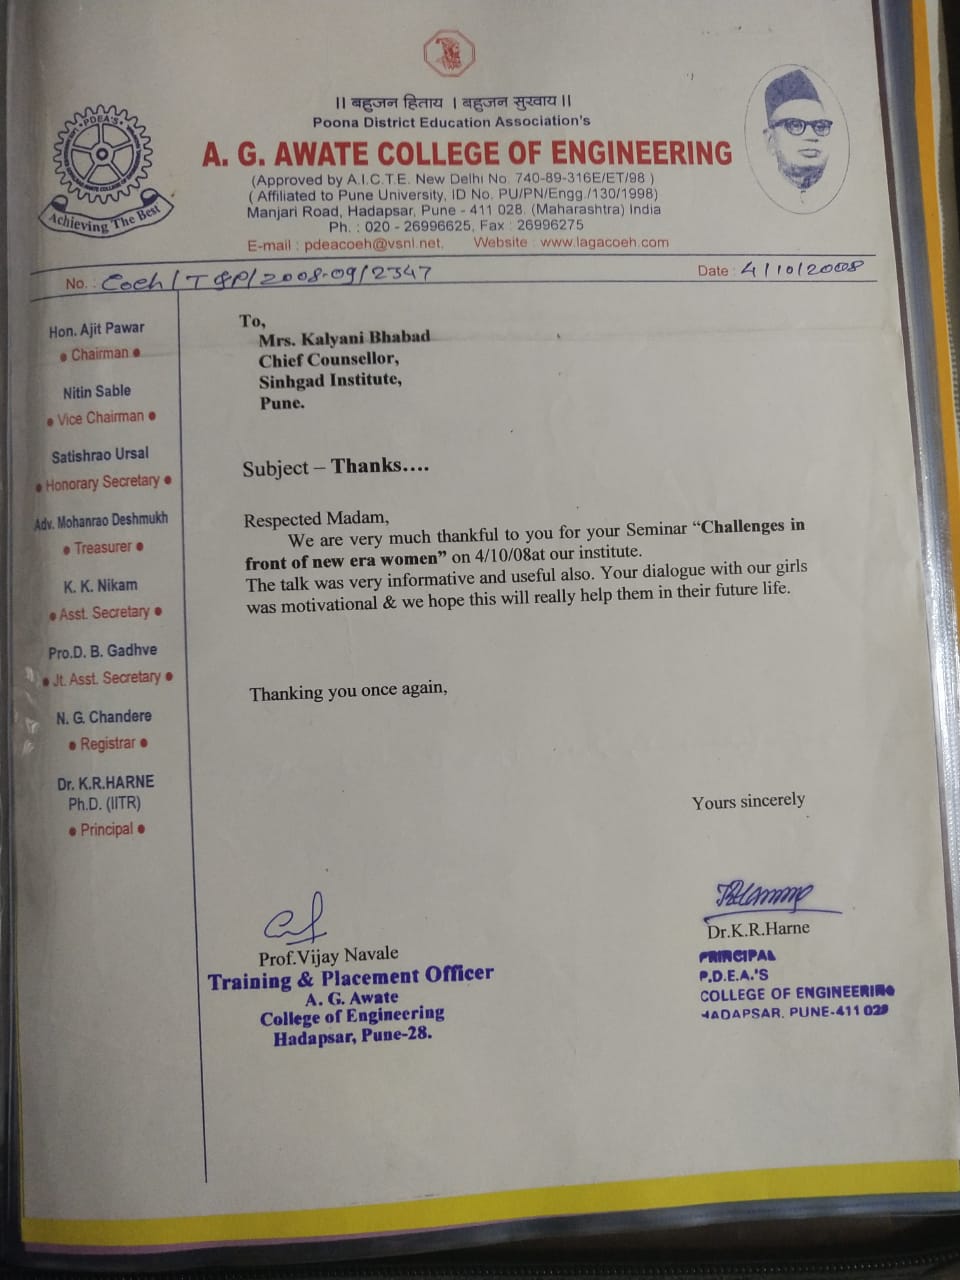 || बहुजन हिताय । बहुजन सुखाय ||
Poona District Education Association's
A. G. AWATE COLLEGE OF ENGINEERING
(Approved by A.I.C.T.E. New Delhi No. 740-89-316E/ET/98 )
( Affiliated to Pune University, ID No. PU/PN/Engg./130/1998)
Manjari Road, Hadapsar, Pune - 411 028. (Maharashtra) India
Ph. : 020 - 26996625, Fax : 26996275
E-mail : pdeacoeh@vsnl.net, Website : www.lagacoeh.com
PDEA'S
Achieving The Best
No. : Coeh/T&P/2008-09/2347 Date : 4/10/2008
Hon. Ajit Pawar
• Chairman •
Nitin Sable
• Vice Chairman •
Satishrao Ursal
• Honorary Secretary •
Adv. Mohanrao Deshmukh
• Treasurer •
K. K. Nikam
• Asst. Secretary •
Pro.D. B. Gadhve
• Jt. Asst. Secretary •
N. G. Chandere
• Registrar •
Dr. K.R.HARNE
Ph.D. (IITR)
• Principal •
To,
Mrs. Kalyani Bhabad
Chief Counsellor,
Sinhgad Institute,
Pune.
Subject – Thanks....
Respected Madam,
We are very much thankful to you for your Seminar “Challenges in
front of new era women” on 4/10/08at our institute.
The talk was very informative and useful also. Your dialogue with our girls
was motivational & we hope this will really help them in their future life.
Thanking you once again,
Yours sincerely
Prof.Vijay Navale
Training & Placement Officer
A. G. Awate
College of Engineering
Hadapsar, Pune-28.
Dr.K.R.Harne
PRINCIPAL
P.D.E.A.'S
COLLEGE OF ENGINEERING
HADAPSAR. PUNE-411 028